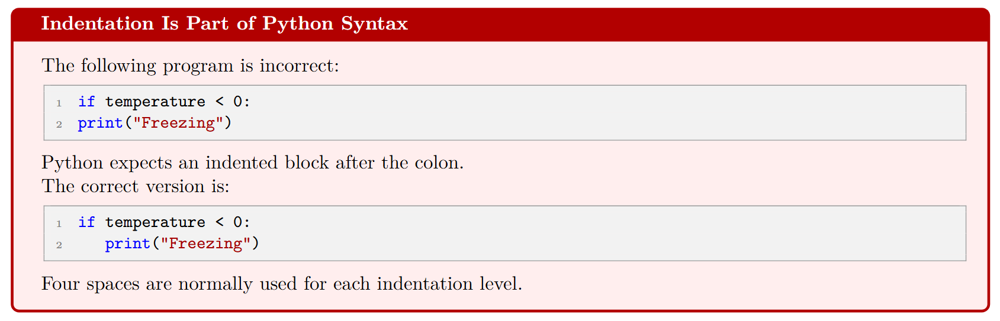 Indentation Is Part of Python Syntax
The following program is incorrect:
1 if temperature < 0:
2 print("Freezing")
Python expects an indented block after the colon.
The correct version is:
1 if temperature < 0:
2    print("Freezing")
Four spaces are normally used for each indentation level.